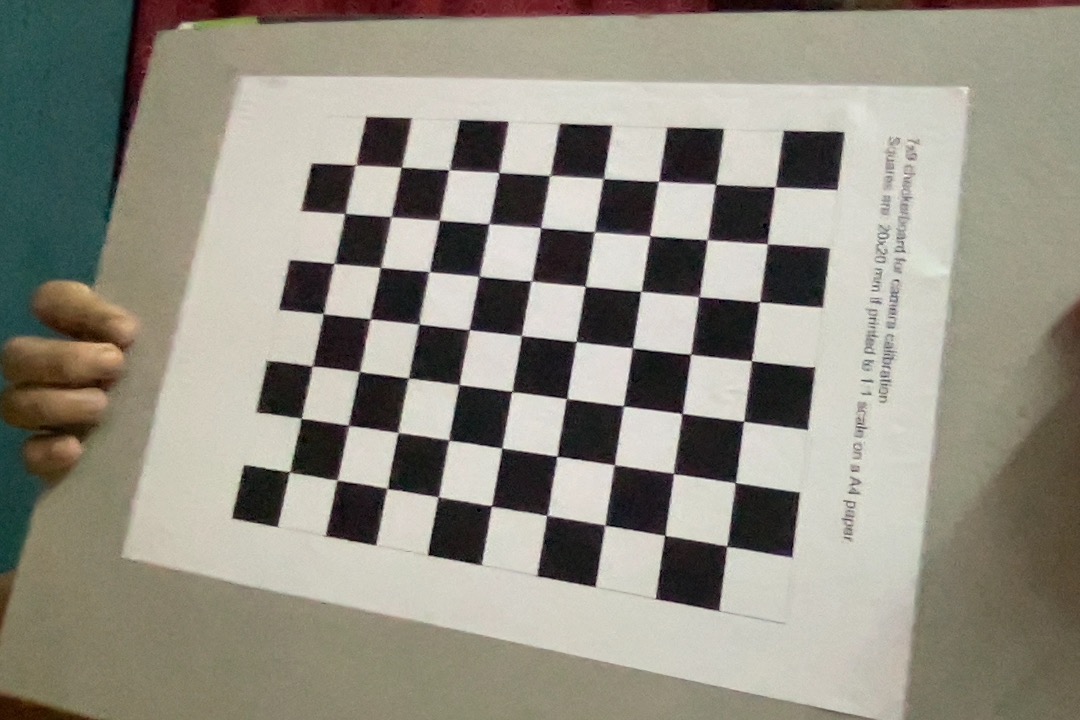 7x9 checkerboard for camera calibration
Squares are 20x20 mm if printed to 1:1 scale on a A4 paper.